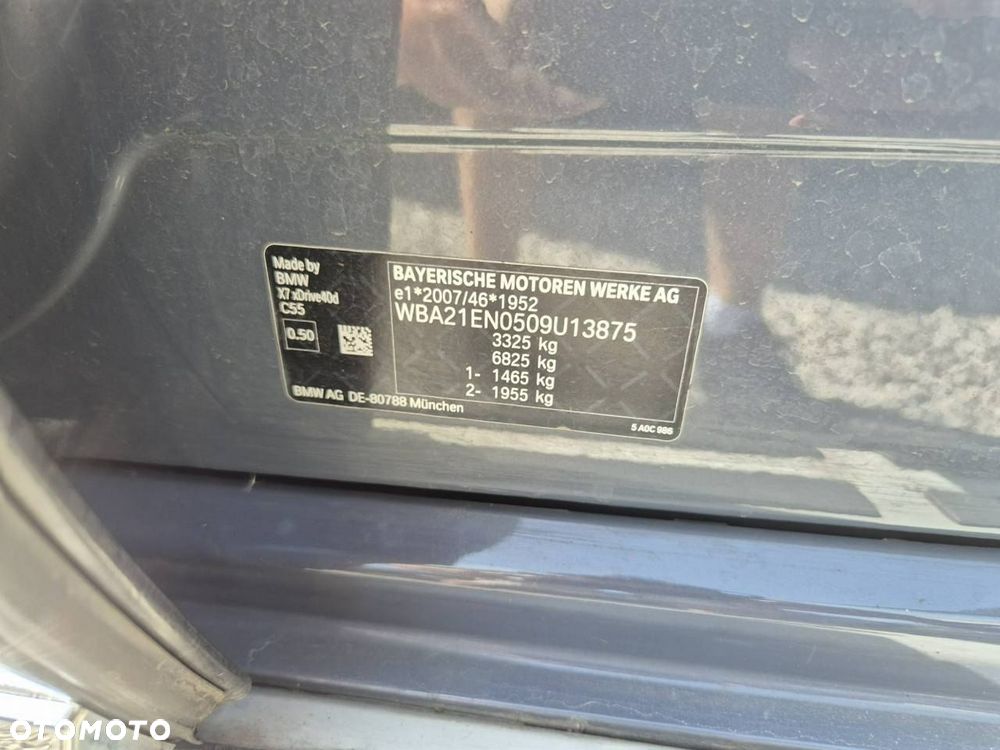 Made by
BMW
X7 xDrive40d
C55
0.50
BMW AG DE-80788 München
BAYERISCHE MOTOREN WERKE AG
e1*2007/46*1952
WBA21EN0509U13875
3325 kg
6825 kg
1- 1465 kg
2- 1955 kg
5 A0C 986
OTOMOTO